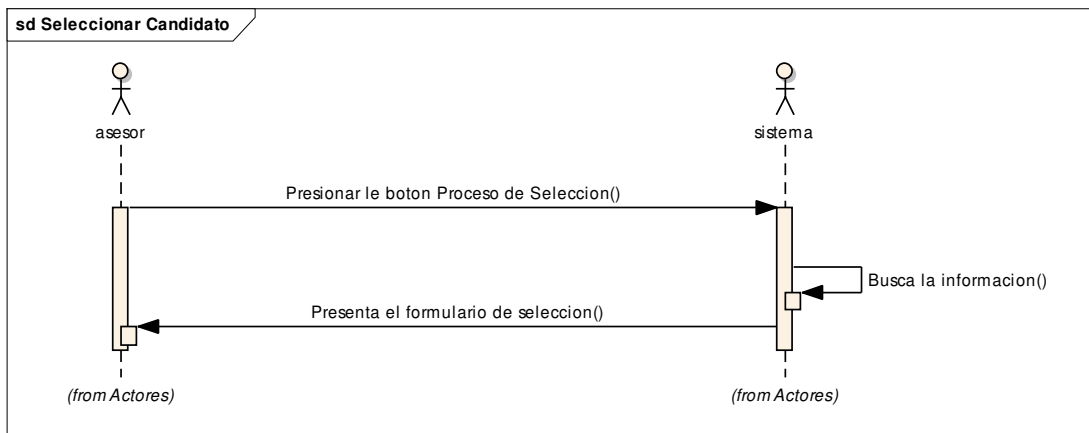 sd Seleccionar Candidato
asesor
sistema
Presionar le boton Proceso de Seleccion()
Busca la informacion()
Presenta el formulario de seleccion()
(from Actores)
(from Actores)